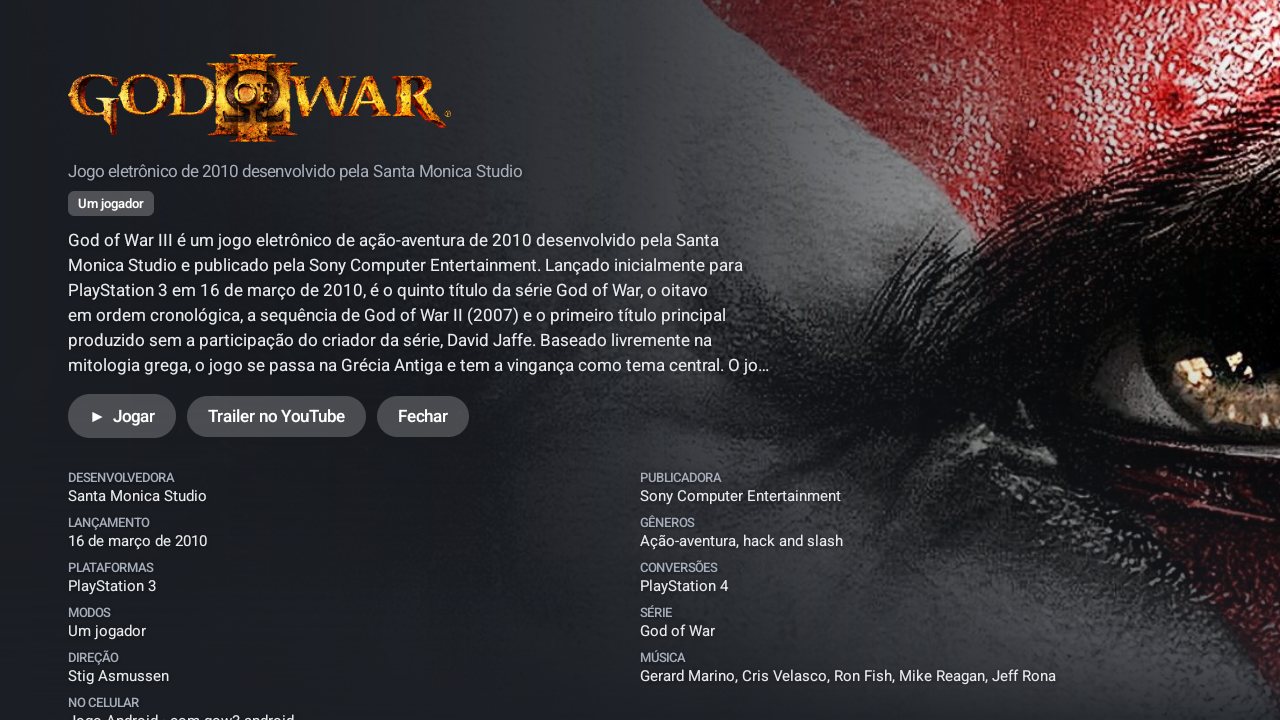 GOD OF WAR
Jogo eletrônico de 2010 desenvolvido pela Santa Monica Studio
Um jogador
God of War III é um jogo eletrônico de ação-aventura de 2010 desenvolvido pela Santa
Monica Studio e publicado pela Sony Computer Entertainment. Lançado inicialmente para
PlayStation 3 em 16 de março de 2010, é o quinto título da série God of War, o oitavo
em ordem cronológica, a sequência de God of War II (2007) e o primeiro título principal
produzido sem a participação do criador da série, David Jaffe. Baseado livremente na
mitologia grega, o jogo se passa na Grécia Antiga e tem a vingança como tema central. O jo…
► Jogar
Trailer no YouTube
Fechar
DESENVOLVEDORA
Santa Monica Studio
PUBLICADORA
Sony Computer Entertainment
LANÇAMENTO
16 de março de 2010
GÊNEROS
Ação-aventura, hack and slash
PLATAFORMAS
PlayStation 3
CONVERSÕES
PlayStation 4
MODOS
Um jogador
SÉRIE
God of War
DIREÇÃO
Stig Asmussen
MÚSICA
Gerard Marino, Cris Velasco, Ron Fish, Mike Reagan, Jeff Rona
NO CELULAR